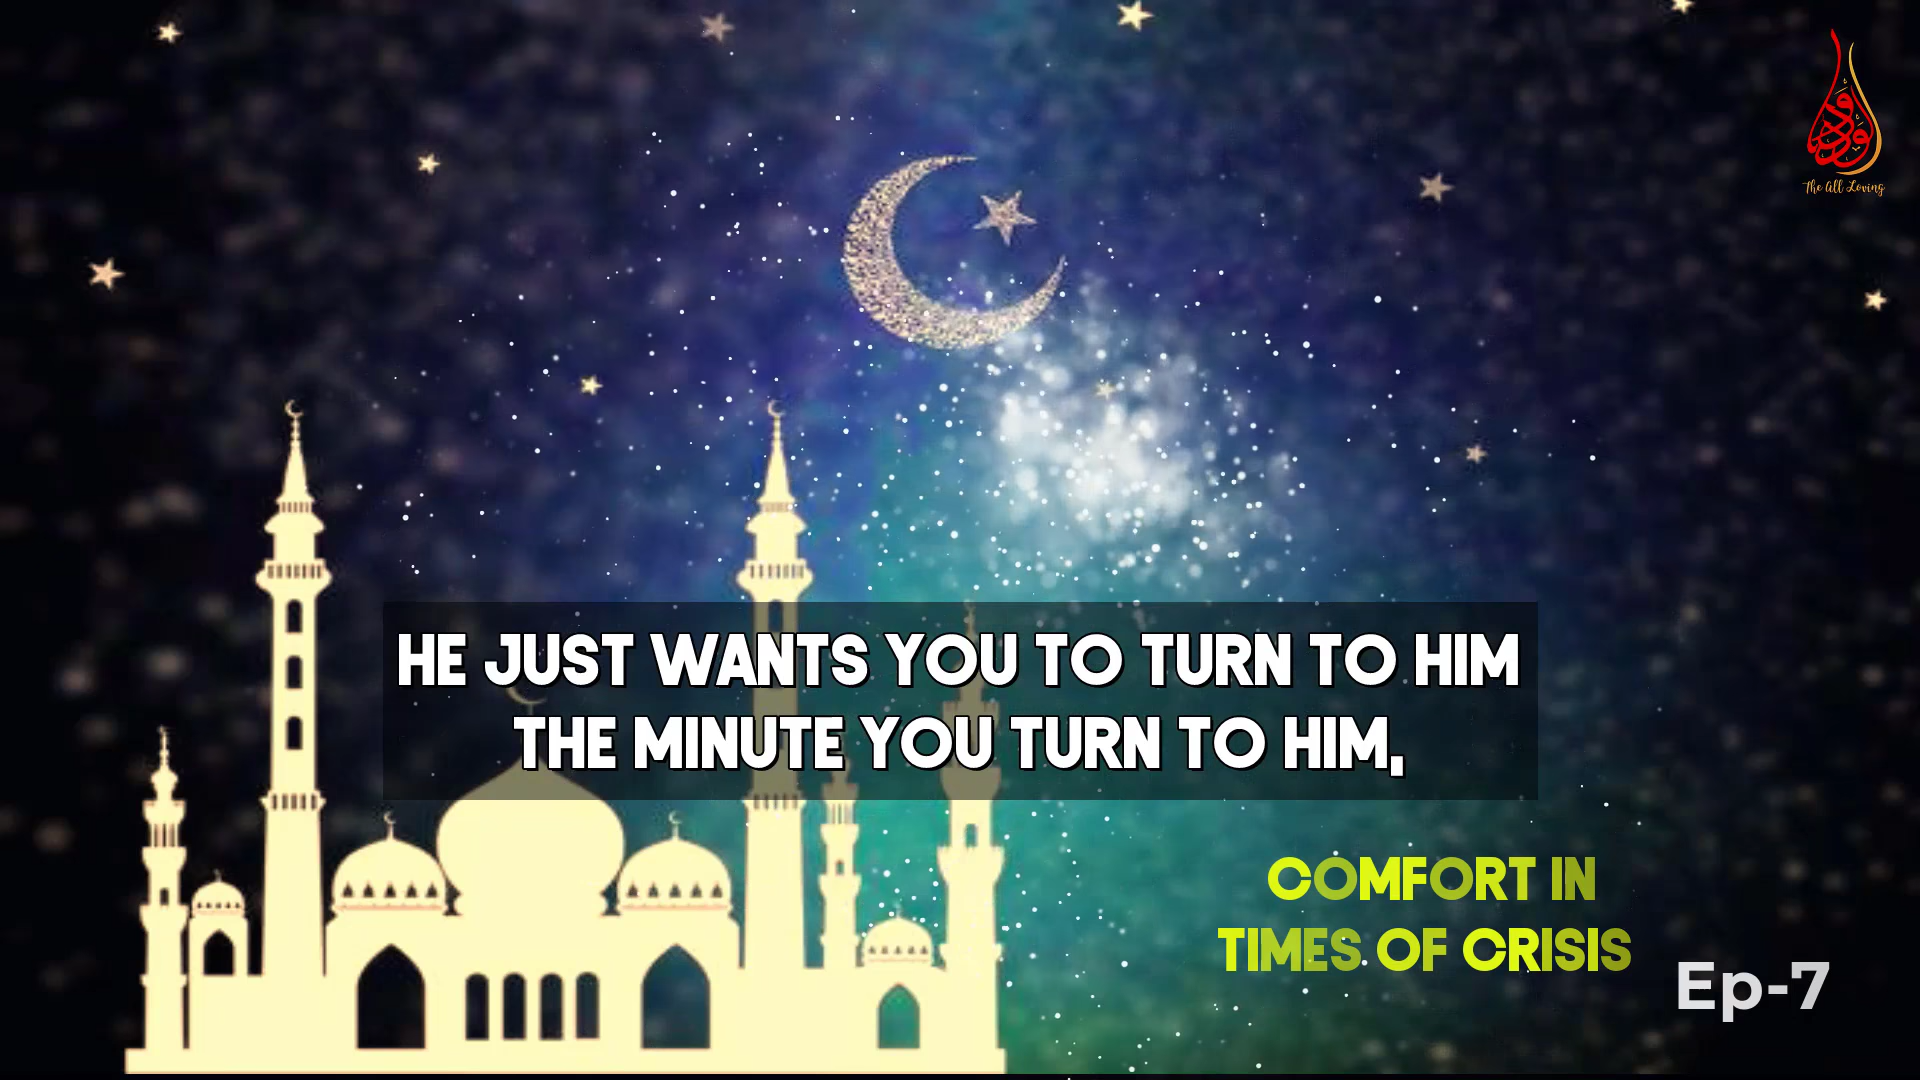 الودود
The All Loving
HE JUST WANTS YOU TO TURN TO HIM
THE MINUTE YOU TURN TO HIM,
COMFORT IN
TIMES OF CRISIS
Ep-7